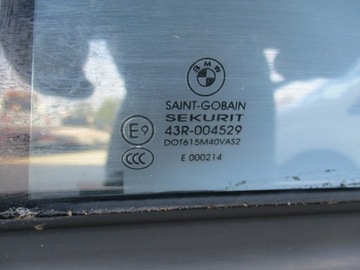 BMW
SAINT-GOBAIN
SEKURIT
E9 43R-004529
DOT615M40VAS2
CCC E 000214